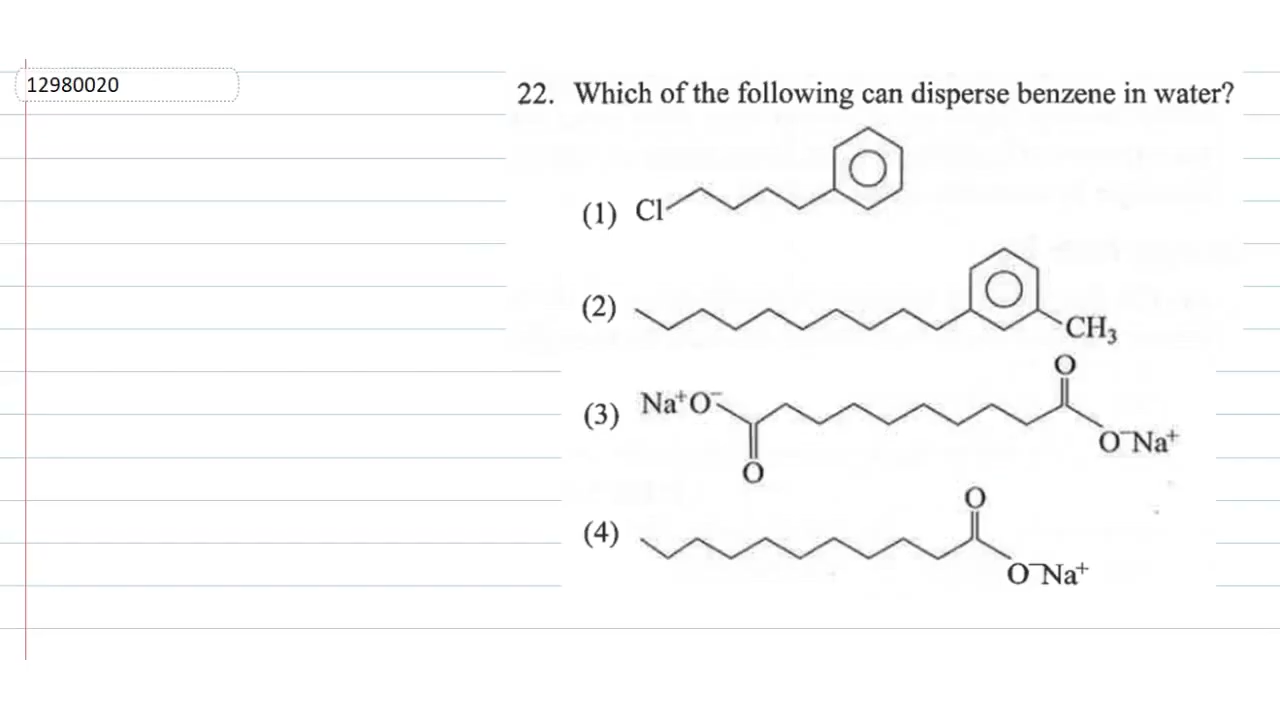 12980020
22. Which of the following can disperse benzene in water?
(1) Cl
(2) CH₃
(3) Na⁺O⁻ O O O⁻Na⁺
(4) O O⁻Na⁺